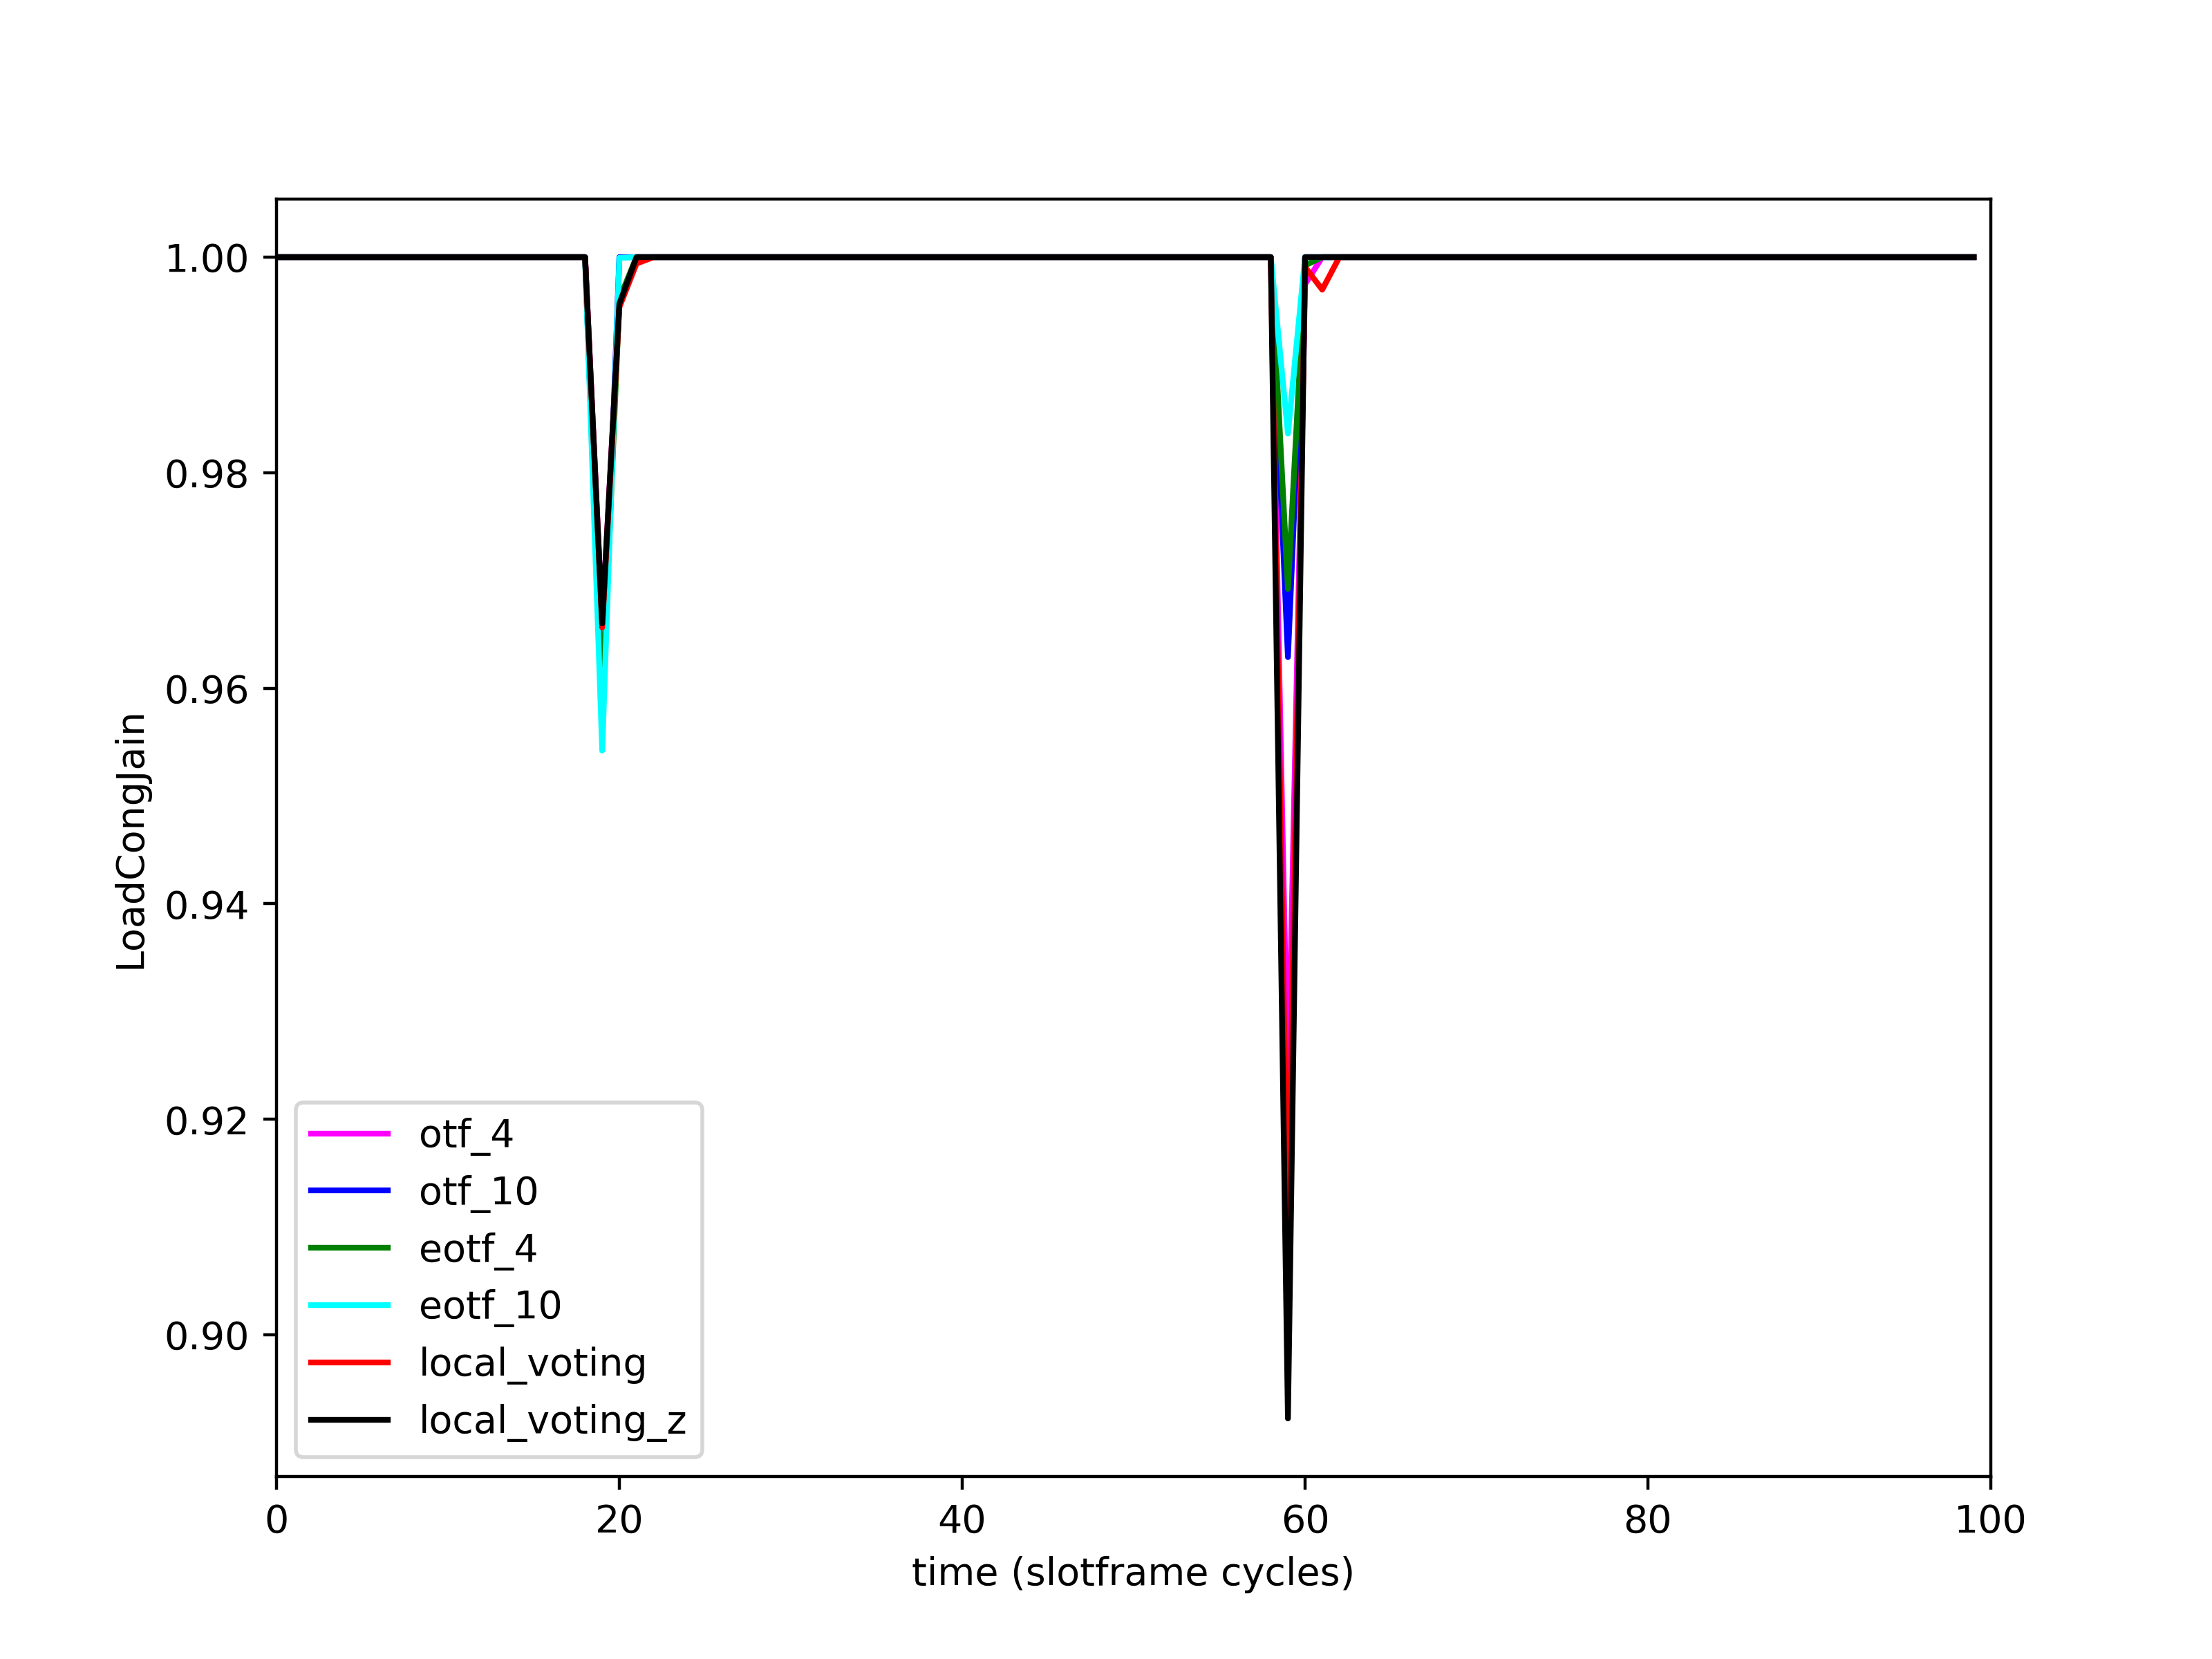 1.00
0.98
0.96
0.94
0.92
0.90
LoadCongJain
otf_4
otf_10
eotf_4
eotf_10
local_voting
local_voting_z
0 20 40 60 80 100
time (slotframe cycles)